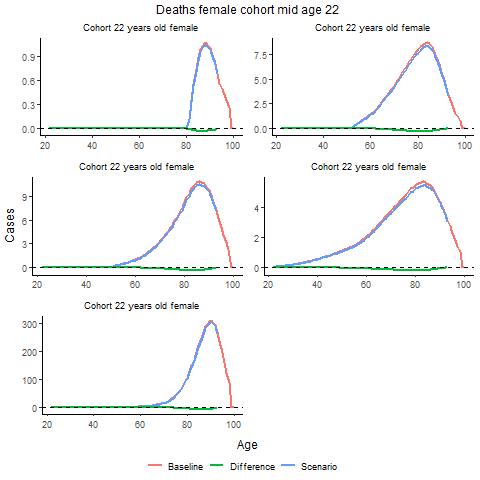 Deaths female cohort mid age 22
Cohort 22 years old female
Cohort 22 years old female
0.9
0.6
0.3
0.0
20 40 60 80 100
7.5
5.0
2.5
0.0
20 40 60 80 100
Cohort 22 years old female
Cohort 22 years old female
Cases
9
6
3
0
20 40 60 80 100
4
2
0
20 40 60 80 100
Cohort 22 years old female
300
200
100
0
20 40 60 80 100
Age
Baseline Difference Scenario